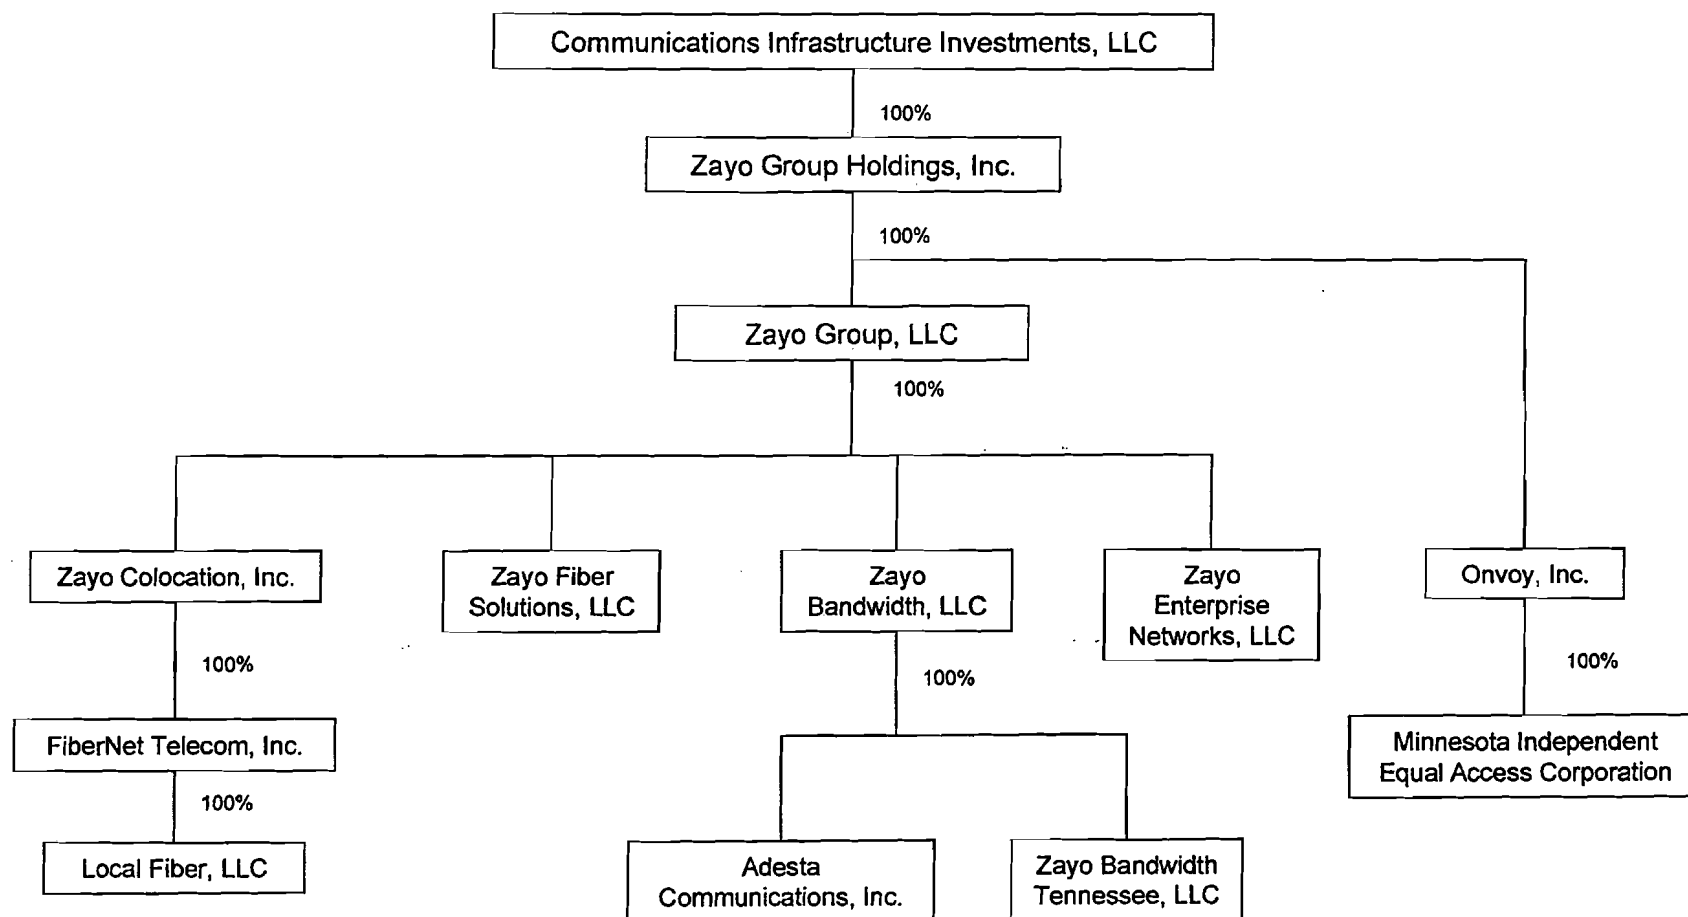 Communications Infrastructure Investments, LLC
100%
Zayo Group Holdings, Inc.
100%
Zayo Group, LLC
100%
Zayo Colocation, Inc.
Zayo Fiber
Solutions, LLC
Zayo
Bandwidth, LLC
Zayo
Enterprise
Networks, LLC
Onvoy, Inc.
100%
100%
100%
FiberNet Telecom, Inc.
Minnesota Independent
Equal Access Corporation
100%
Local Fiber, LLC
Adesta
Communications, Inc.
Zayo Bandwidth
Tennessee, LLC